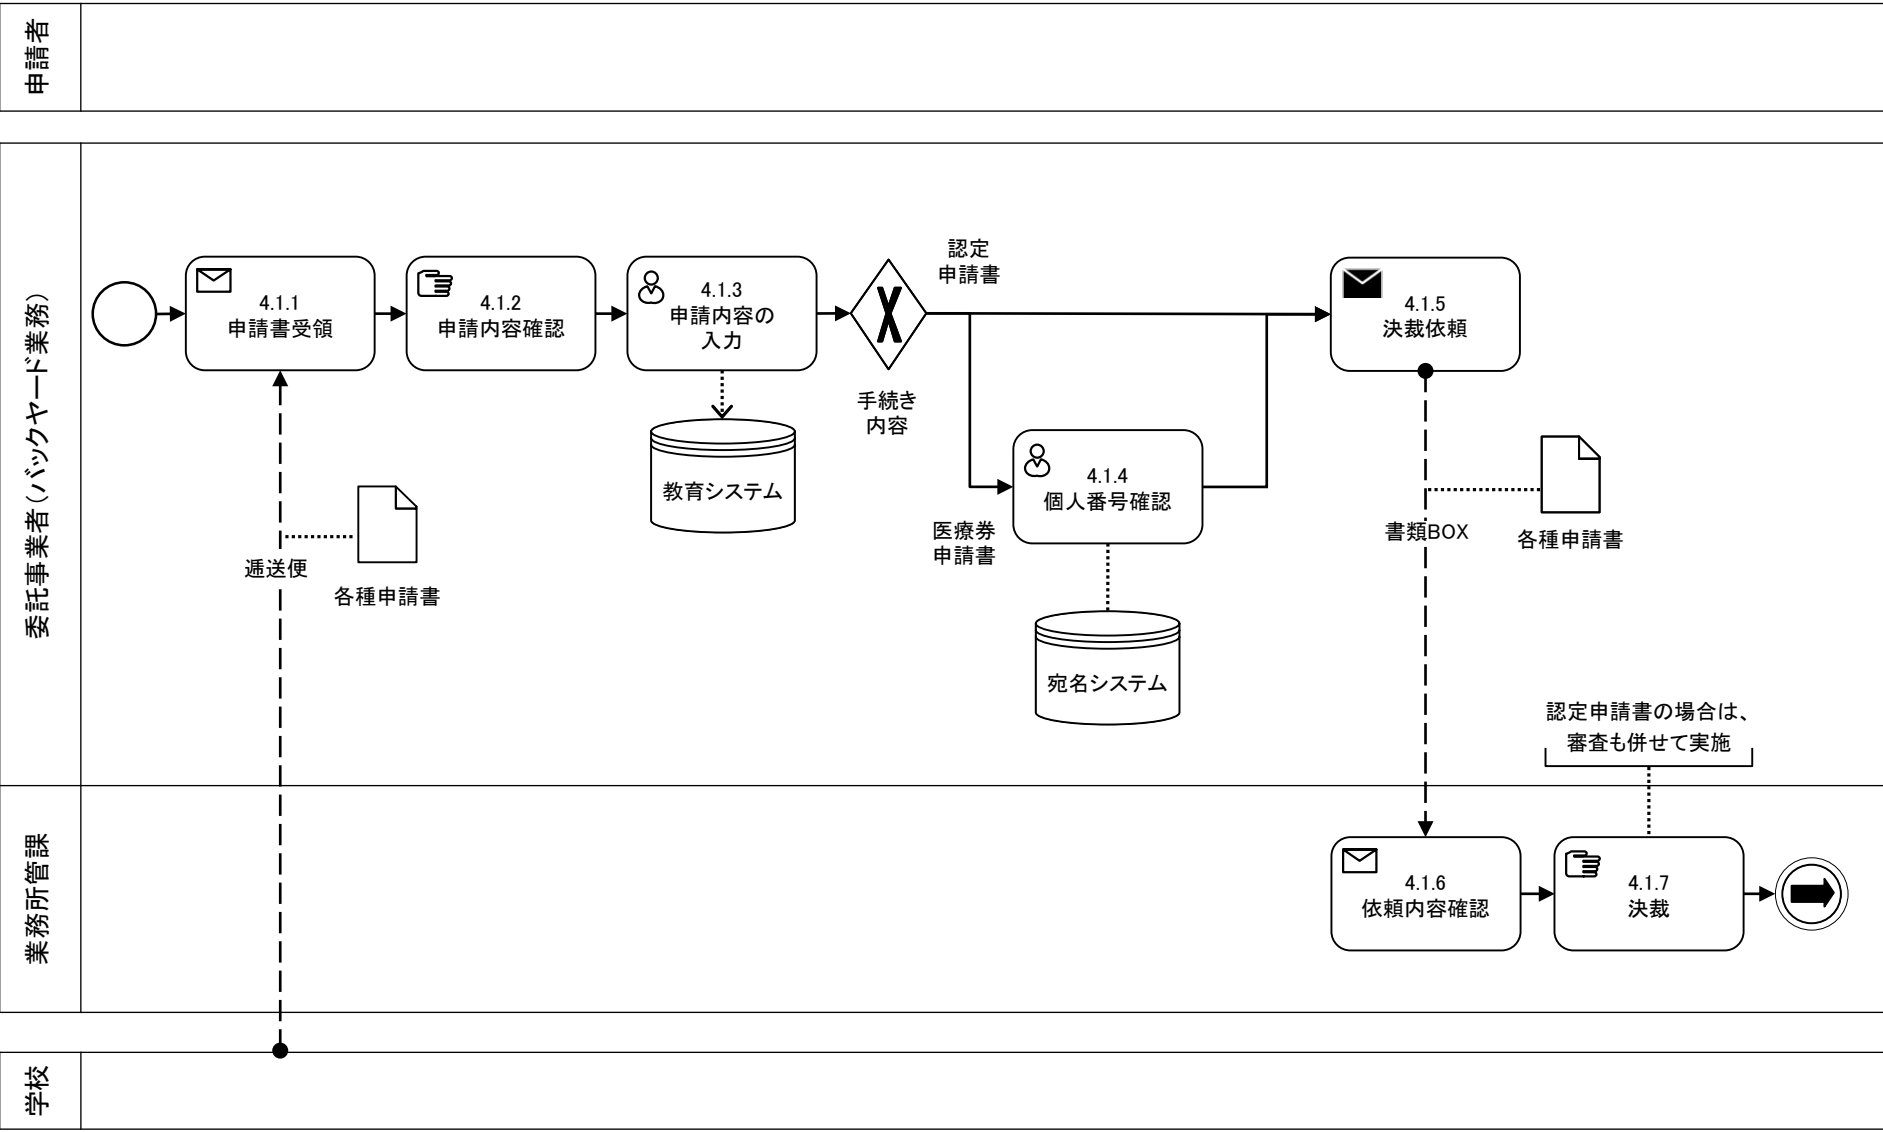 申請者
委託事業者（バックヤード業務）
4.1.1
申請書受領
4.1.2
申請内容確認
4.1.3
申請内容の
入力
認定
申請書
手続き
内容
4.1.5
決裁依頼
教育システム
4.1.4
個人番号確認
医療券
申請書
書類BOX
各種申請書
逓送便
各種申請書
宛名システム
認定申請書の場合は、
審査も併せて実施
業務所管課
4.1.6
依頼内容確認
4.1.7
決裁
学校